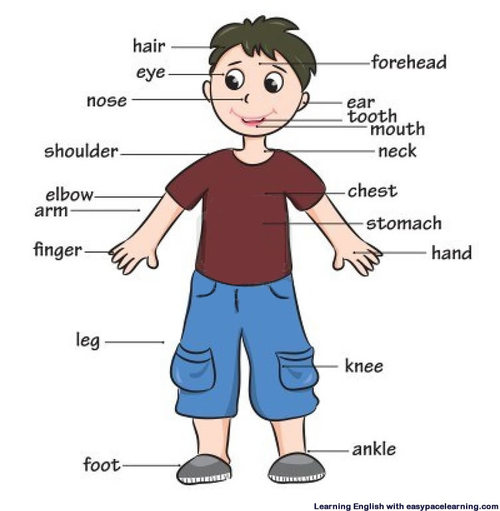 hair
forehead
eye
nose
ear
tooth
mouth
shoulder
neck
elbow
chest
arm
stomach
finger
hand
leg
knee
ankle
foot
Learning English with easypacelearning.com